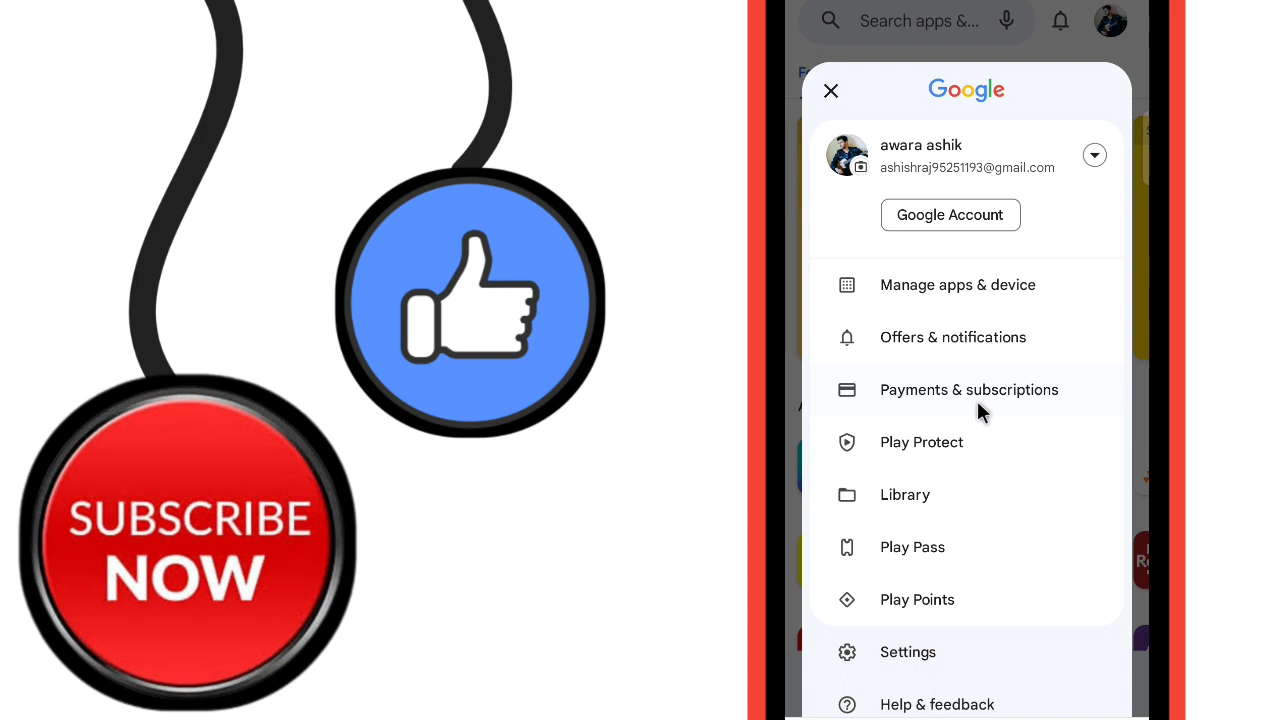 SUBSCRIBE
NOW
Search apps &...
Google
awara ashik
ashishraj95251193@gmail.com
Google Account
Manage apps & device
Offers & notifications
Payments & subscriptions
Play Protect
Library
Play Pass
Play Points
Settings
Help & feedback